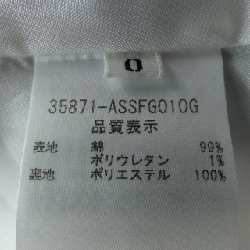 0
35871-ASSFG010G
品質表示
表地 綿 99%
ポリウレタン 1%
裏地 ポリエステル 100%